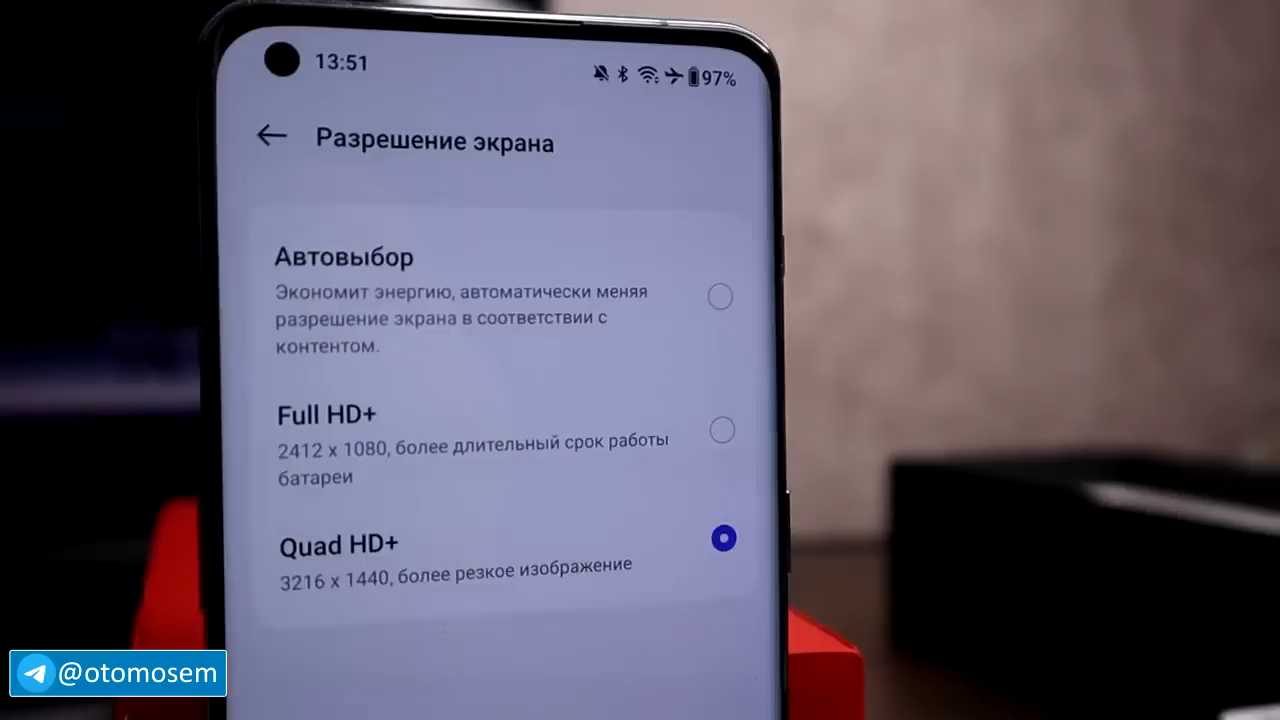 13:51
97%
Разрешение экрана
Автовыбор
Экономит энергию, автоматически меняя
разрешение экрана в соответствии с
контентом.
Full HD+
2412 x 1080, более длительный срок работы
батареи
Quad HD+
3216 x 1440, более резкое изображение
@otomosem